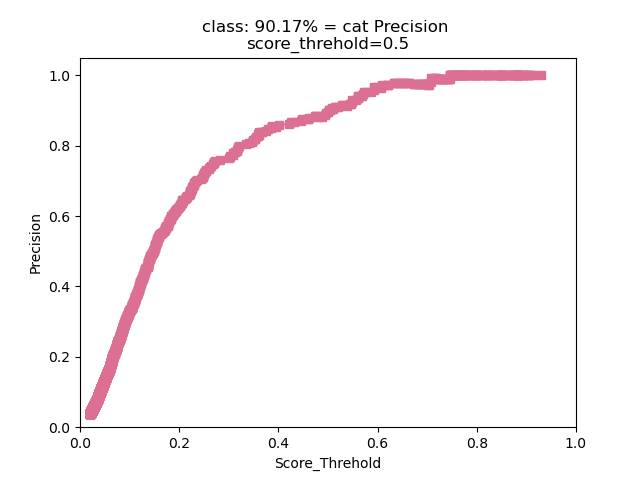 class: 90.17% = cat Precision
score_threhold=0.5
1.0
0.8
0.6
0.4
0.2
0.0
Precision
0.0 0.2 0.4 0.6 0.8 1.0
Score_Threhold